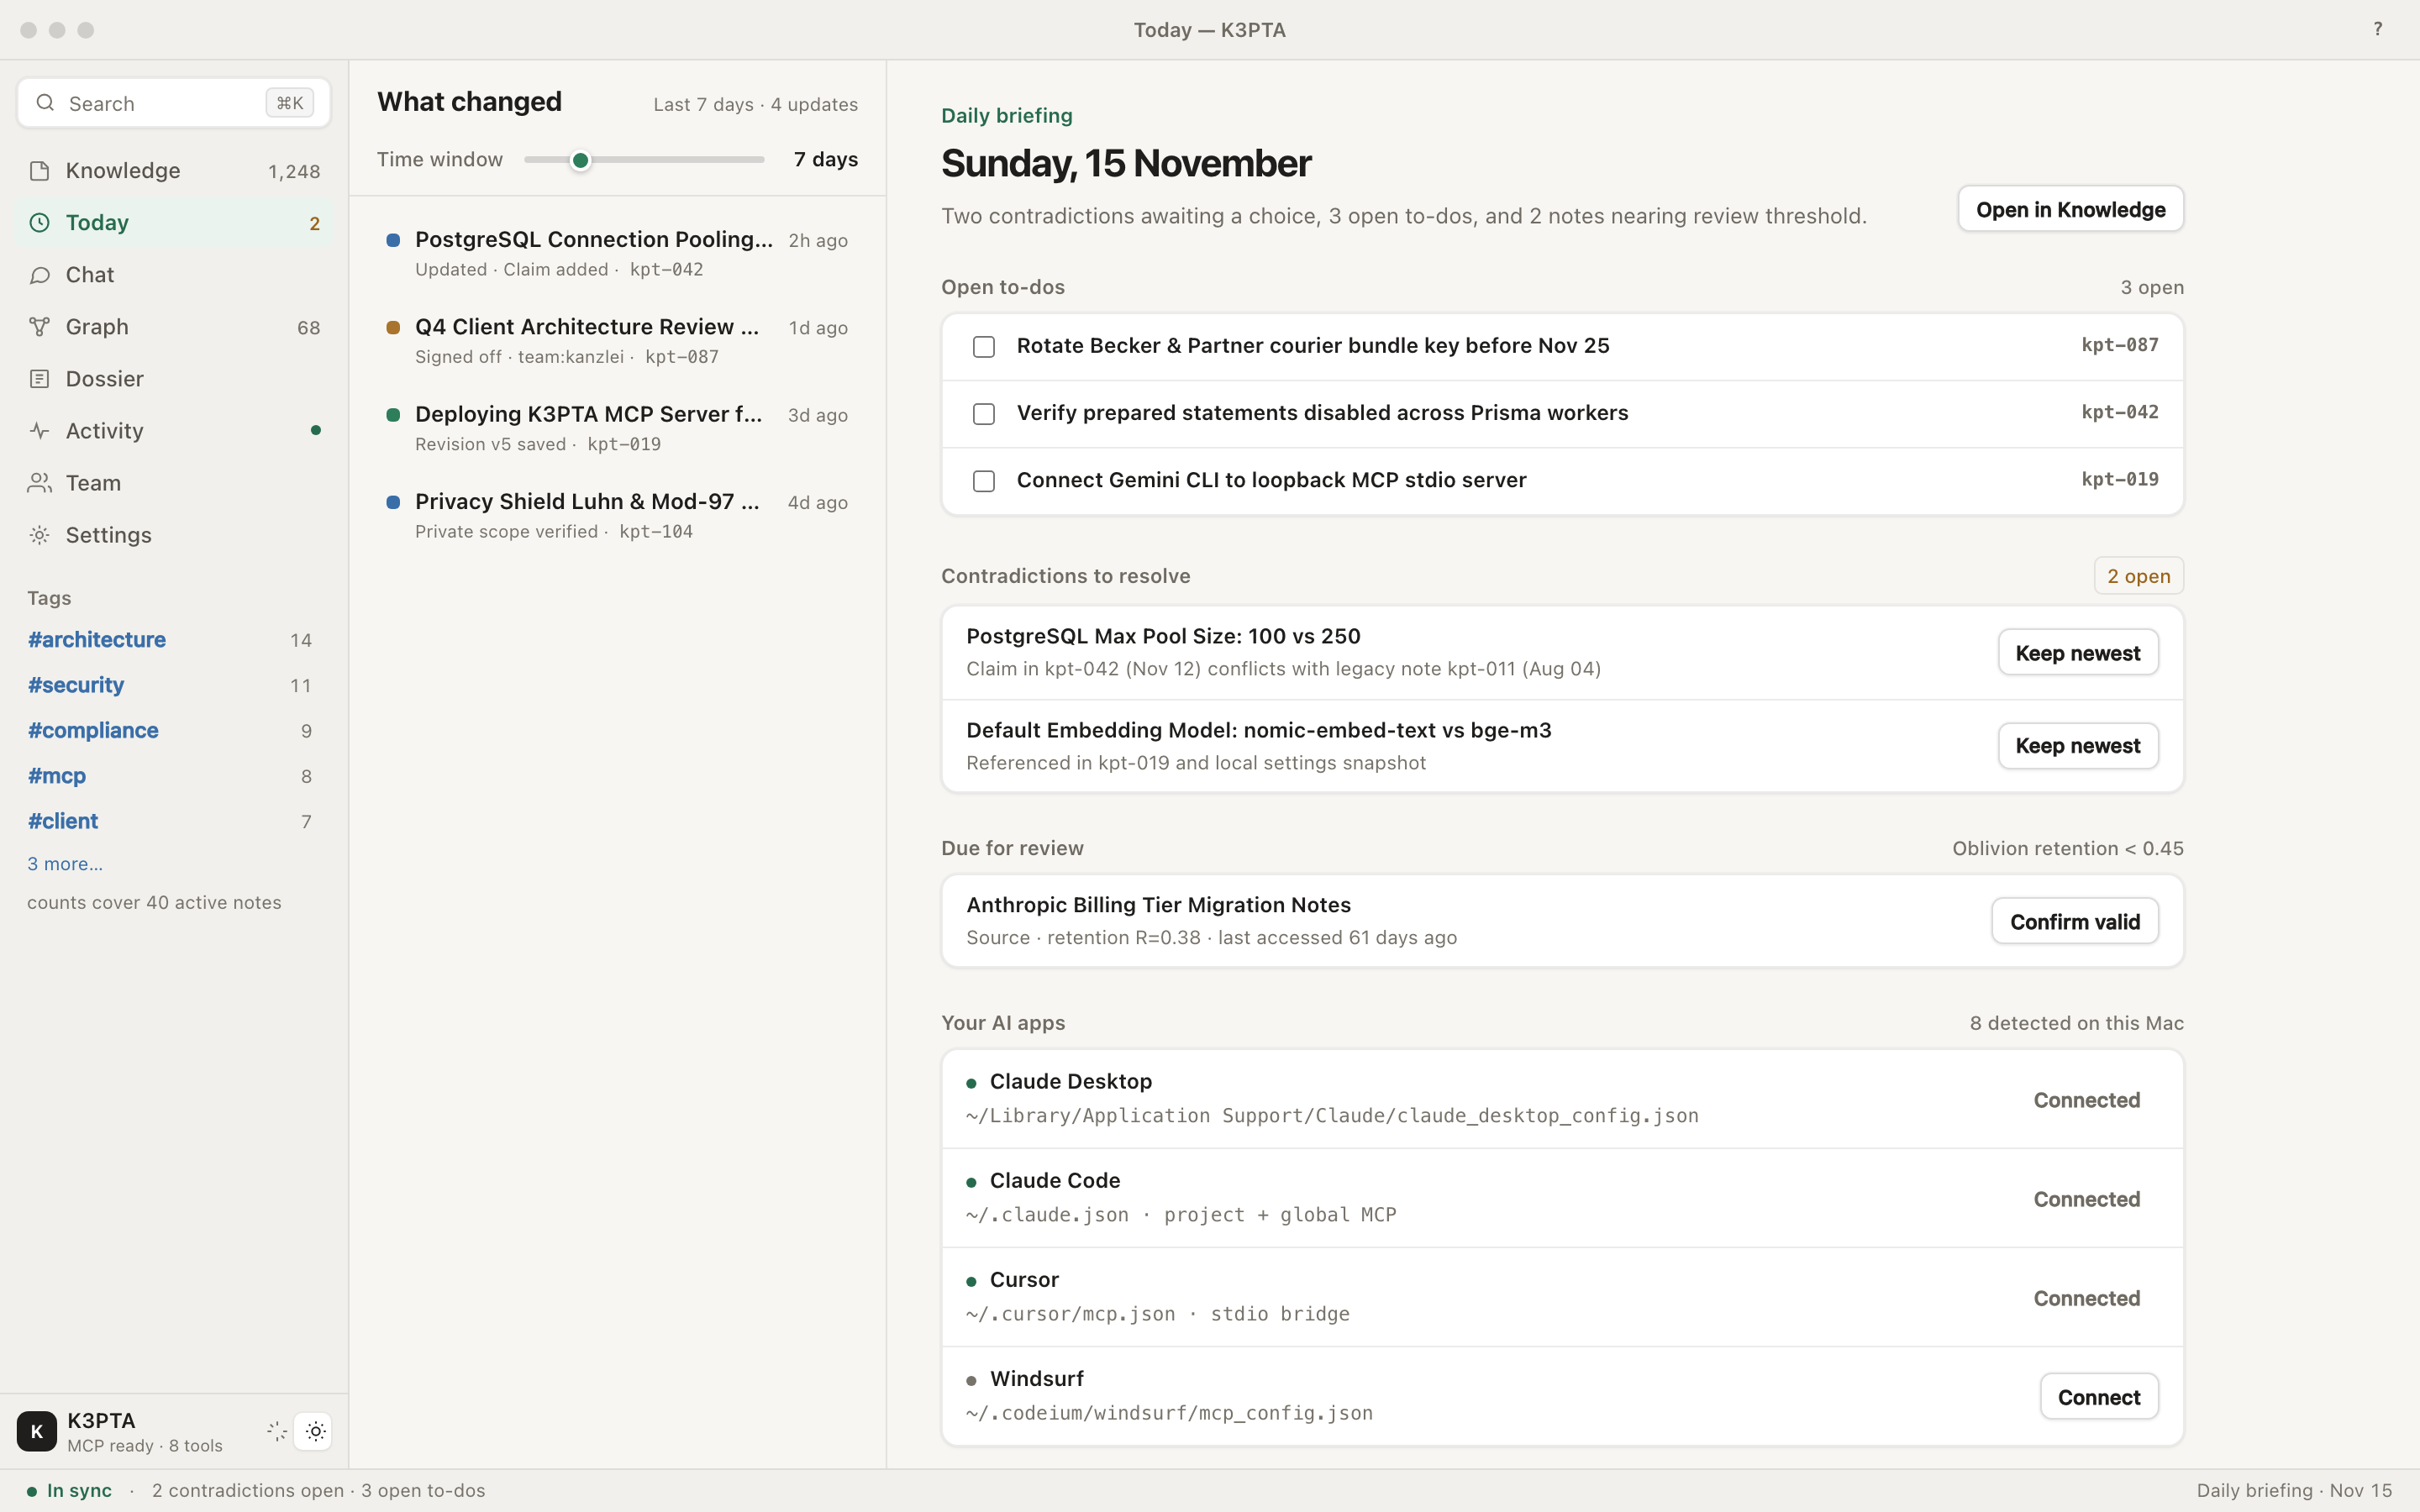 Today — K3PTA
?
Search ⌘K
Knowledge 1,248
Today 2
Chat
Graph 68
Dossier
Activity
Team
Settings
Tags
#architecture 14
#security 11
#compliance 9
#mcp 8
#client 7
3 more...
counts cover 40 active notes
K
K3PTA
MCP ready · 8 tools
What changed Last 7 days · 4 updates
Time window 7 days
PostgreSQL Connection Pooling... 2h ago
Updated · Claim added · kpt-042
Q4 Client Architecture Review ... 1d ago
Signed off · team:kanzlei · kpt-087
Deploying K3PTA MCP Server f... 3d ago
Revision v5 saved · kpt-019
Privacy Shield Luhn & Mod-97 ... 4d ago
Private scope verified · kpt-104
Daily briefing
Sunday, 15 November
Two contradictions awaiting a choice, 3 open to-dos, and 2 notes nearing review threshold.
Open in Knowledge
Open to-dos 3 open
Rotate Becker & Partner courier bundle key before Nov 25 kpt-087
Verify prepared statements disabled across Prisma workers kpt-042
Connect Gemini CLI to loopback MCP stdio server kpt-019
Contradictions to resolve 2 open
PostgreSQL Max Pool Size: 100 vs 250
Claim in kpt-042 (Nov 12) conflicts with legacy note kpt-011 (Aug 04)
Keep newest
Default Embedding Model: nomic-embed-text vs bge-m3
Referenced in kpt-019 and local settings snapshot
Keep newest
Due for review Oblivion retention < 0.45
Anthropic Billing Tier Migration Notes
Source · retention R=0.38 · last accessed 61 days ago
Confirm valid
Your AI apps 8 detected on this Mac
Claude Desktop
~/Library/Application Support/Claude/claude_desktop_config.json
Connected
Claude Code
~/.claude.json · project + global MCP
Connected
Cursor
~/.cursor/mcp.json · stdio bridge
Connected
Windsurf
~/.codeium/windsurf/mcp_config.json
Connect
In sync · 2 contradictions open · 3 open to-dos
Daily briefing · Nov 15